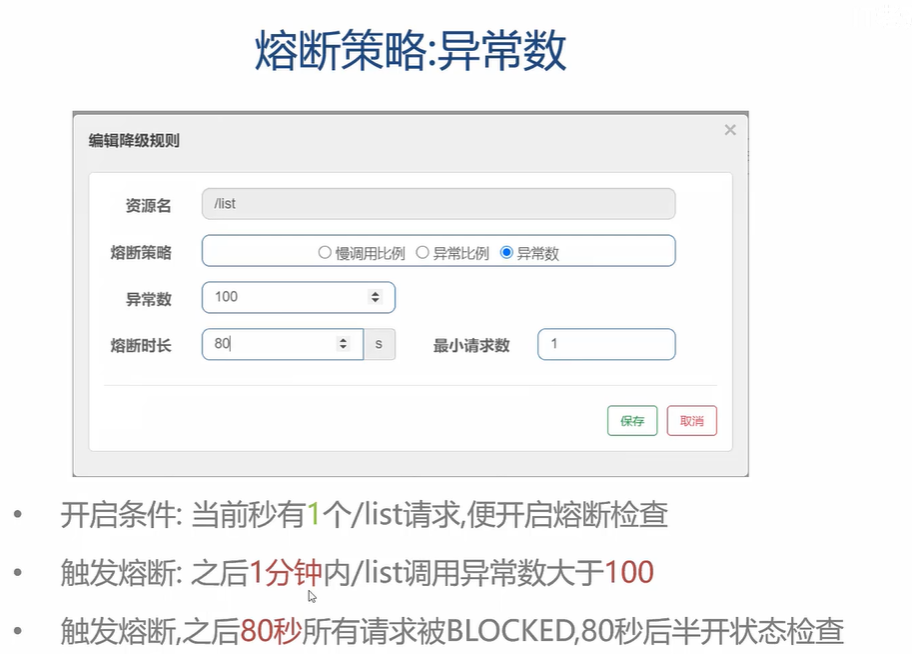 熔断策略:异常数
编辑降级规则 ×
资源名 /list
熔断策略 慢调用比例 异常比例 异常数
异常数 100
熔断时长 80 s 最小请求数 1
保存 取消
• 开启条件: 当前秒有1个/list请求,便开启熔断检查
• 触发熔断: 之后1分钟内/list调用异常数大于100
• 触发熔断,之后80秒所有请求被BLOCKED,80秒后半开状态检查